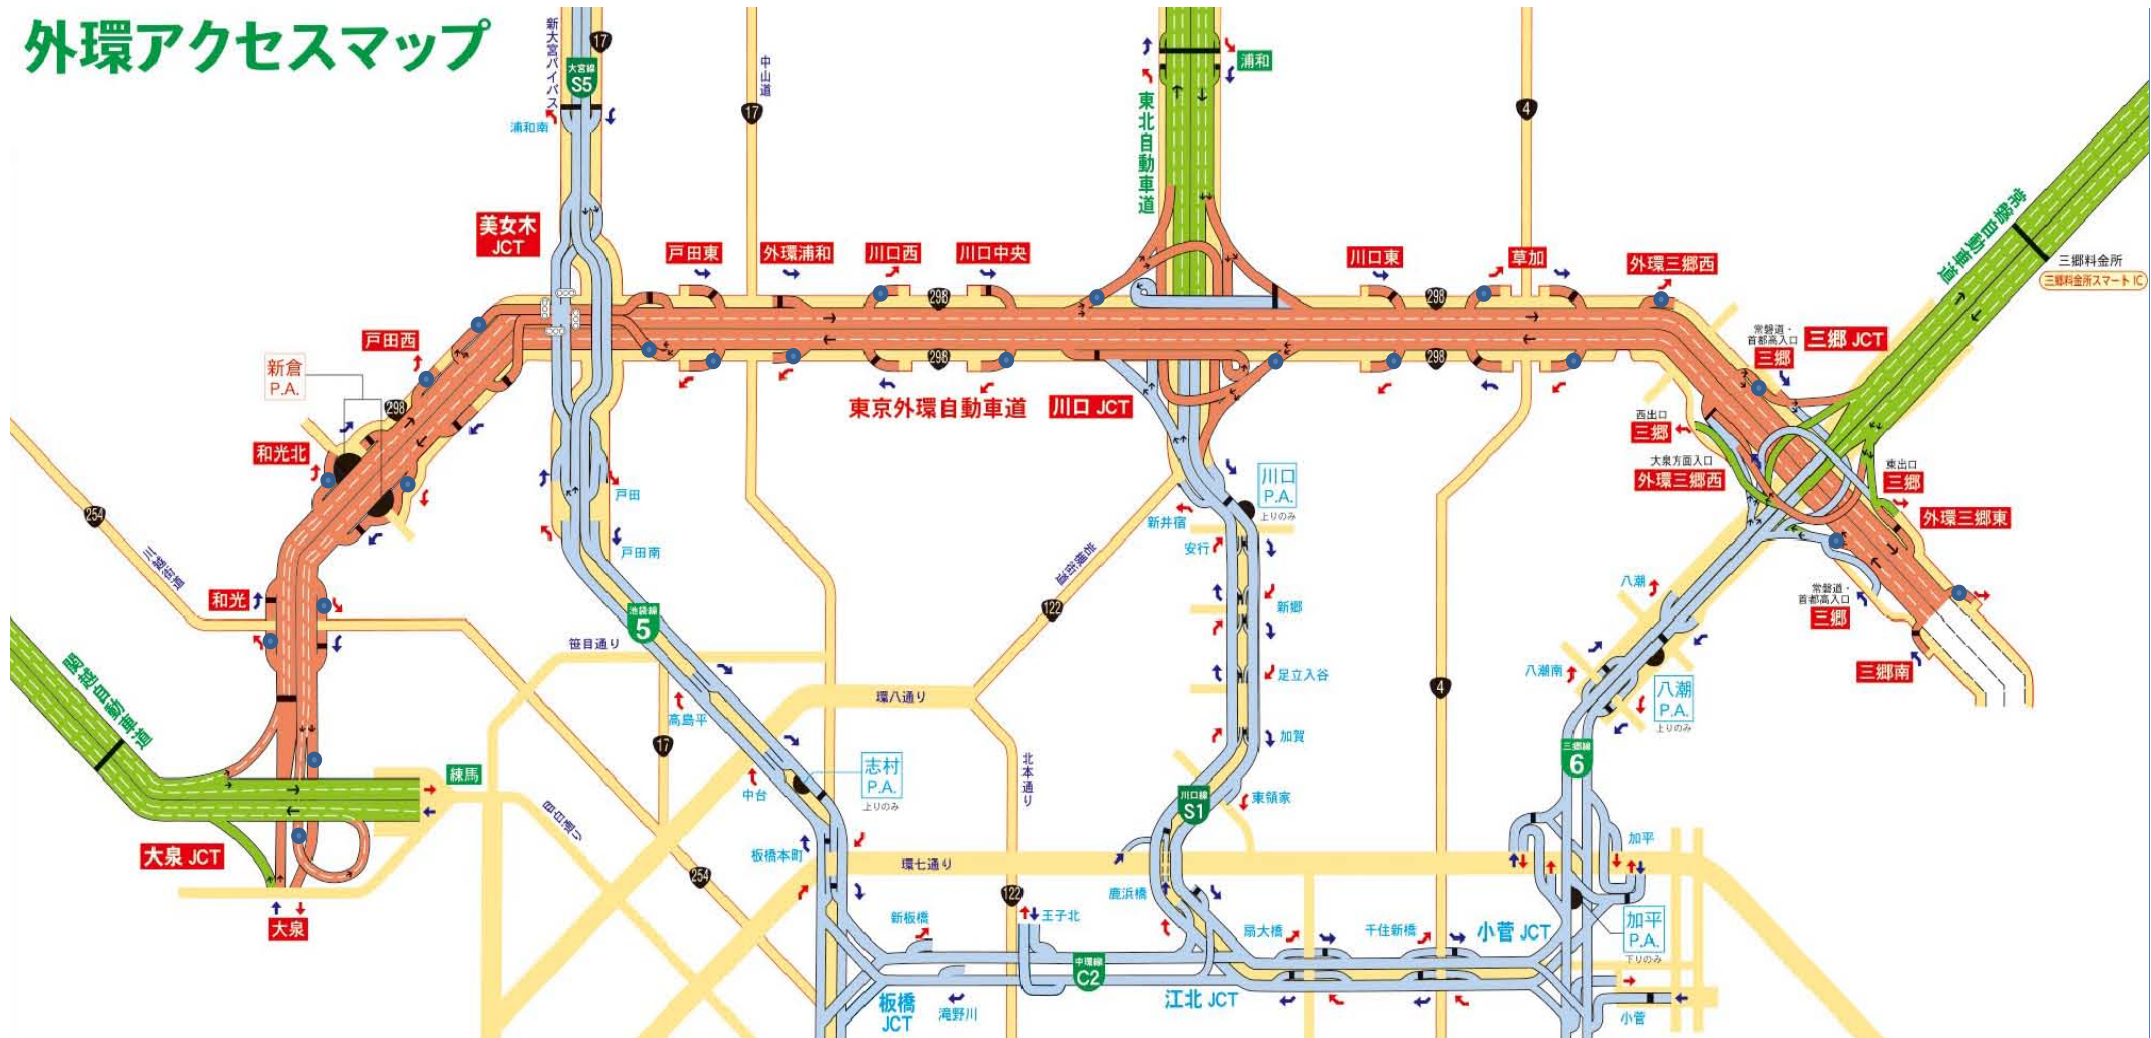 外環アクセスマップ
新大宮バイパス
17
大宮線
S5
浦和南
中山道
17
浦和
東北自動車道
4
常磐自動車道
三郷料金所
三郷料金所スマートIC
美女木
JCT
戸田東
外環浦和
川口西
川口中央
川口東
草加
外環三郷西
298
298
298
298
戸田西
新倉
P.A.
298
和光北
東京外環自動車道
川口 JCT
常磐道・
首都高入口
三郷
三郷 JCT
西出口
三郷
大泉方面入口
外環三郷西
東出口
三郷
外環三郷東
254
川越街道
和光
戸田
戸田南
川口
P.A.
上りのみ
新井宿
安行
岩槻街道
122
新郷
足立入谷
加賀
八潮
八潮南
八潮
P.A.
上りのみ
常磐道・
首都高入口
三郷
三郷南
池袋線
5
笹目通り
環八通り
高島平
17
4
関越自動車道
練馬
目白通り
中台
志村
P.A.
上りのみ
北本通り
川口線
S1
東領家
三郷線
6
大泉 JCT
大泉
板橋本町
環七通り
254
122
鹿浜橋
加平
加平
P.A.
下りのみ
新板橋
王子北
扇大橋
千住新橋
小菅 JCT
中環線
C2
板橋
JCT
滝野川
江北 JCT
小菅